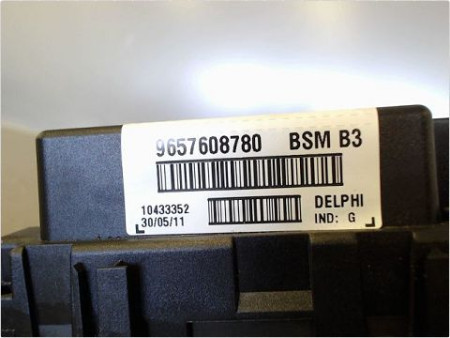 9657608780 BSM B3
10433352 DELPHI
30/05/11 IND: G